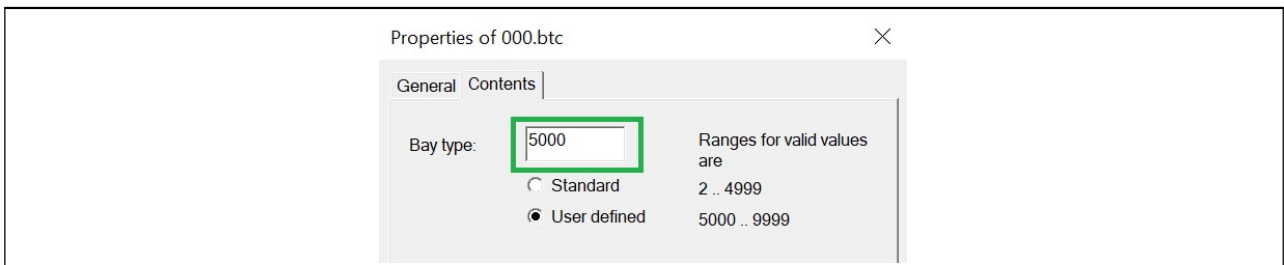 Properties of 000.btc
General Contents
Bay type: 5000 Ranges for valid values
are
Standard 2 .. 4999
User defined 5000 .. 9999